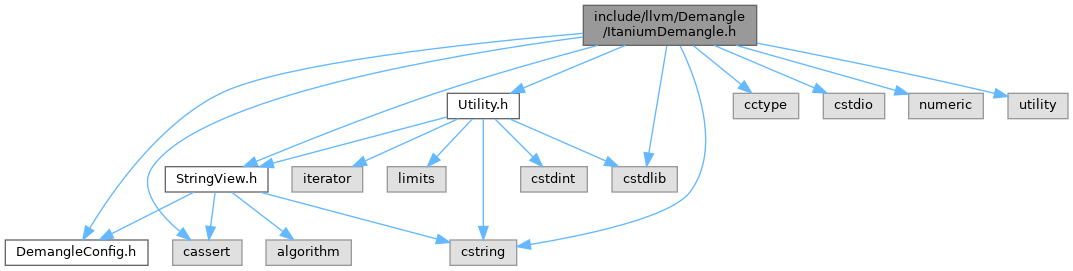 include/llvm/Demangle
/ItaniumDemangle.h
Utility.h
cctype
cstdio
numeric
utility
StringView.h
iterator
limits
cstdint
cstdlib
DemangleConfig.h
cassert
algorithm
cstring